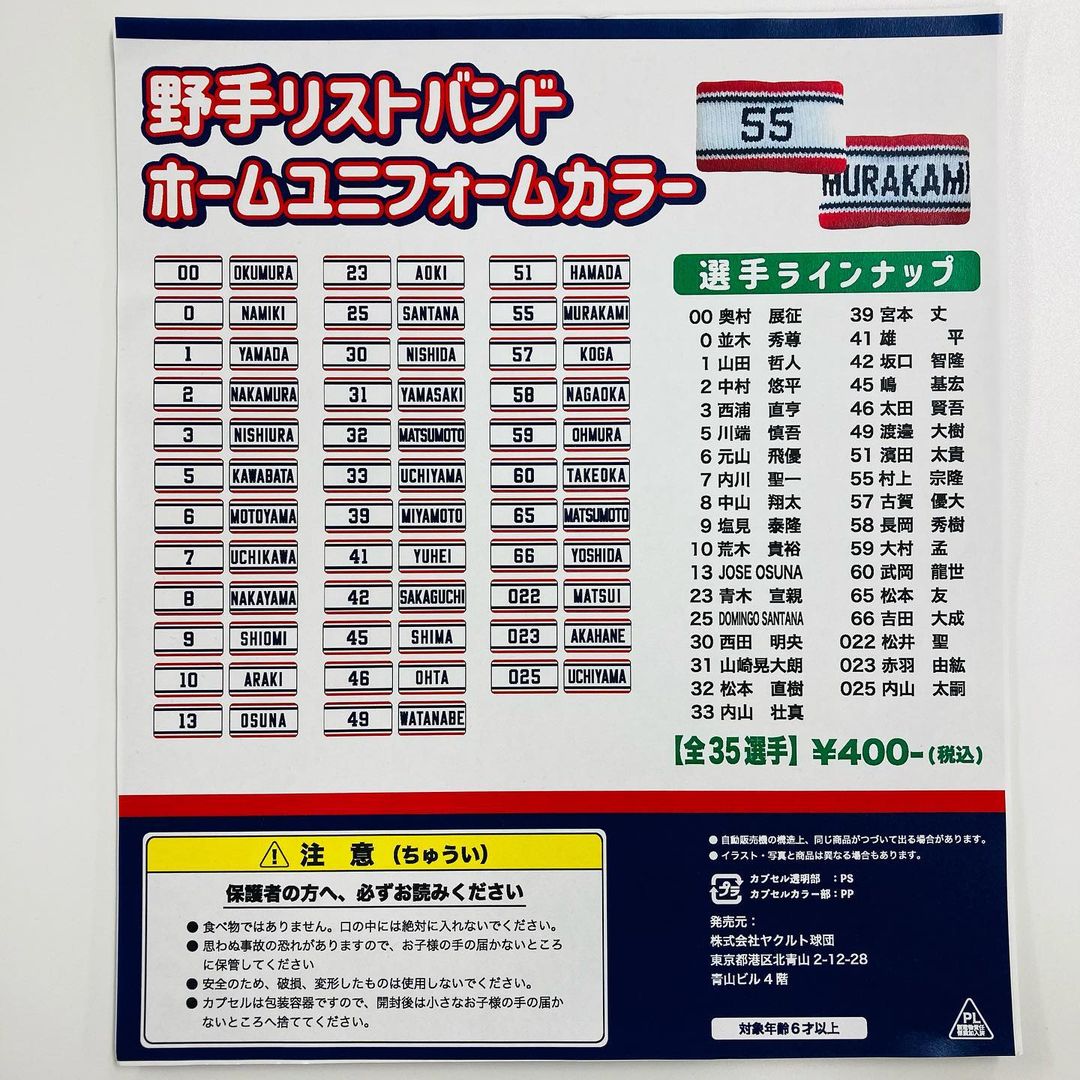 野手リストバンド
ホームユニフォームカラー
55
MURAKAMI
00 OKUMURA
0 NAMIKI
1 YAMADA
2 NAKAMURA
3 NISHIURA
5 KAWABATA
6 MOTOYAMA
7 UCHIKAWA
8 NAKAYAMA
9 SHIOMI
10 ARAKI
13 OSUNA
23 AOKI
25 SANTANA
30 NISHIDA
31 YAMASAKI
32 MATSUMOTO
33 UCHIYAMA
39 MIYAMOTO
41 YUHEI
42 SAKAGUCHI
45 SHIMA
46 OHTA
49 WATANABE
51 HAMADA
55 MURAKAMI
57 KOGA
58 NAGAOKA
59 OHMURA
60 TAKEOKA
65 MATSUMOTO
66 YOSHIDA
022 MATSUI
023 AKAHANE
025 UCHIYAMA
選手ラインナップ
00 奥村 展征
0 並木 秀尊
1 山田 哲人
2 中村 悠平
3 西浦 直亨
5 川端 慎吾
6 元山 飛優
7 内川 聖一
8 中山 翔太
9 塩見 泰隆
10 荒木 貴裕
13 JOSE OSUNA
23 青木 宣親
25 DOMINGO SANTANA
30 西田 明央
31 山崎晃大朗
32 松本 直樹
33 内山 壮真
39 宮本 丈
41 雄 平
42 坂口 智隆
45 嶋 基宏
46 太田 賢吾
49 渡邉 大樹
51 濱田 太貴
55 村上 宗隆
57 古賀 優大
58 長岡 秀樹
59 大村 孟
60 武岡 龍世
65 松本 友
66 吉田 大成
022 松井 聖
023 赤羽 由紘
025 内山 太嗣
【全35選手】 ¥400-(税込)
注 意 (ちゅうい)
保護者の方へ、必ずお読みください
● 食べ物ではありません。口の中には絶対に入れないでください。
● 思わぬ事故の恐れがありますので、お子様の手の届かないところ
に保管してください
● 安全のため、破損、変形したものは使用しないでください。
● カプセルは包装容器ですので、開封後は小さなお子様の手の届か
ないところへ捨ててください。
● 自動販売機の構造上、同じ商品がつづいて出る場合があります。
● イラスト・写真と商品は異なる場合もあります。
プラ
カプセル透明部 : PS
カプセルカラー部 : PP
発売元:
株式会社ヤクルト球団
東京都港区北青山 2-12-28
青山ビル 4 階
対象年齢6才以上
PL